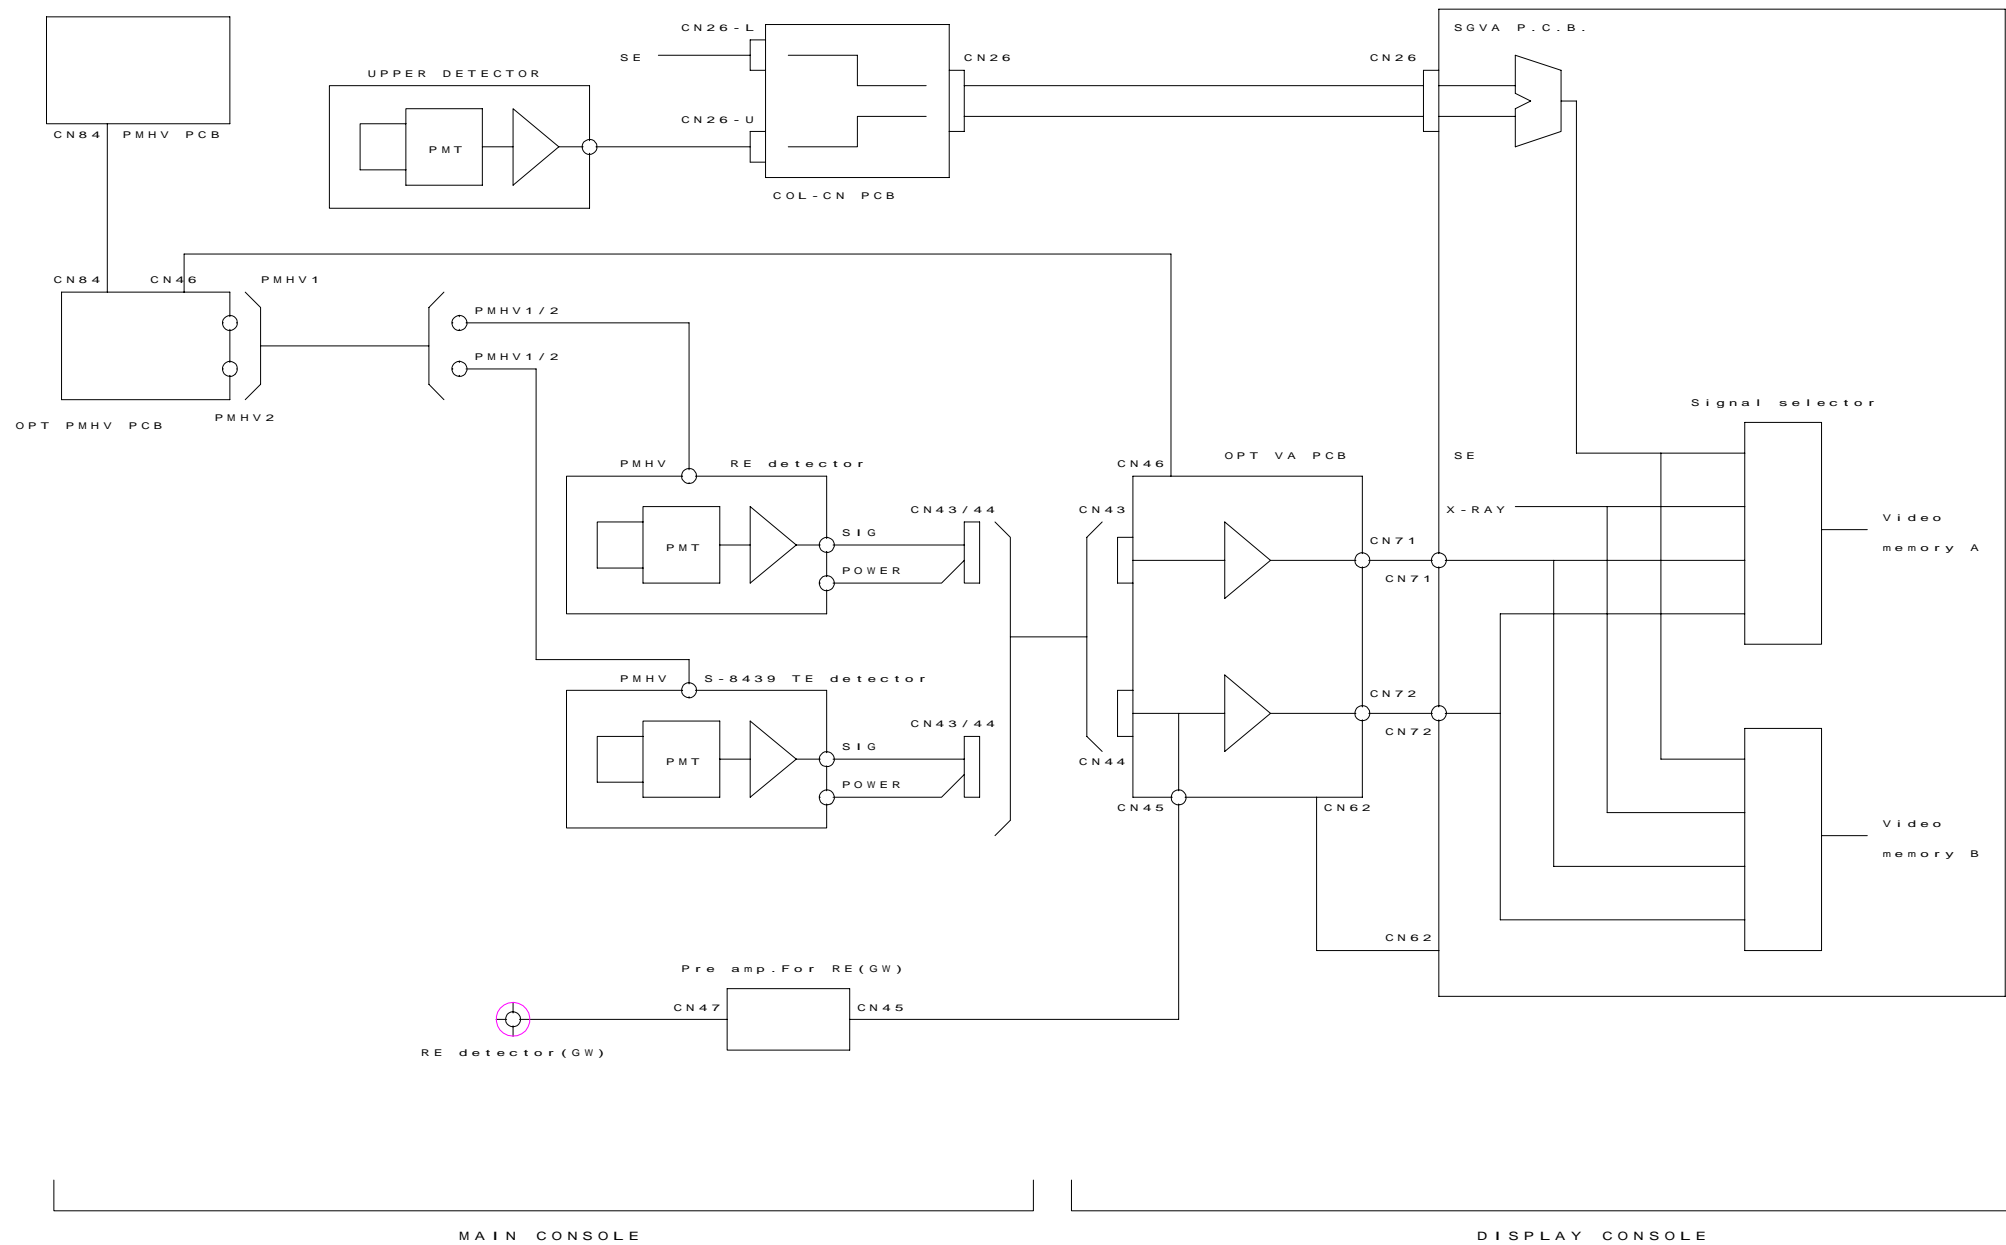 CN26-L
SGVA P.C.B.
SE
CN26
CN26
UPPER DETECTOR
CN26-U
CN84 PMHV PCB
PMT
COL-CN PCB
CN84
CN46
PMHV1
PMHV1/2
PMHV1/2
PMHV2
OPT PMHV PCB
Signal selector
PMHV
RE detector
CN46
OPT VA PCB
SE
CN43/44
CN43
X-RAY
Video
memory A
SIG
PMT
CN71
POWER
CN71
PMHV
S-8439 TE detector
CN72
CN43/44
CN72
SIG
PMT
CN44
POWER
CN45
CN62
Video
memory B
CN62
Pre amp.For RE(GW)
CN47
CN45
RE detector(GW)
MAIN CONSOLE
DISPLAY CONSOLE